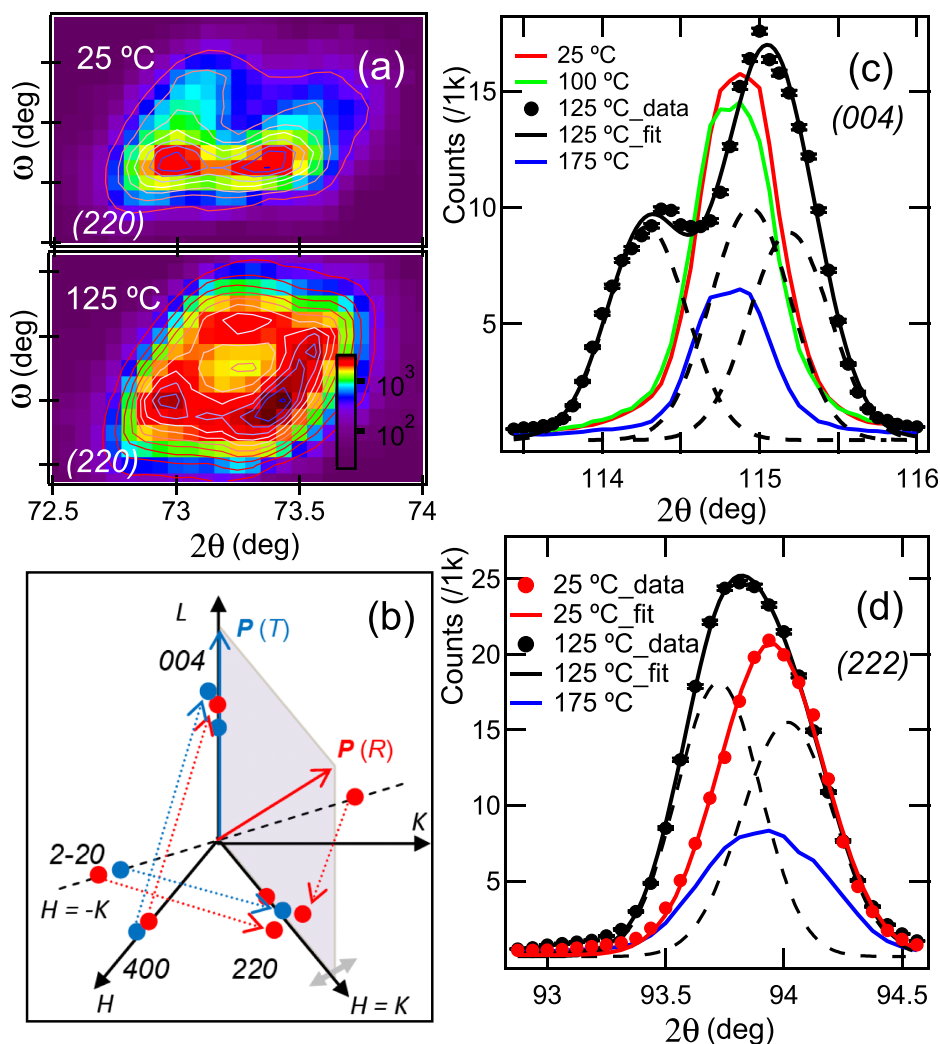 25 ºC
(a)
ω (deg)
(220)
125 ºC
10³
10²
ω (deg)
(220)
72.5 73 73.5 74
2θ (deg)
(b)
L
P (T)
004
P (R)
K
2-20
H = -K
400
220
H
H = K
(c)
(004)
25 ºC
100 ºC
125 ºC_data
125 ºC_fit
175 ºC
Counts (/1k)
15
10
5
114 115 116
2θ (deg)
(d)
(222)
25 ºC_data
25 ºC_fit
125 ºC_data
125 ºC_fit
175 ºC
Counts (/1k)
25
20
15
10
5
93 93.5 94 94.5
2θ (deg)